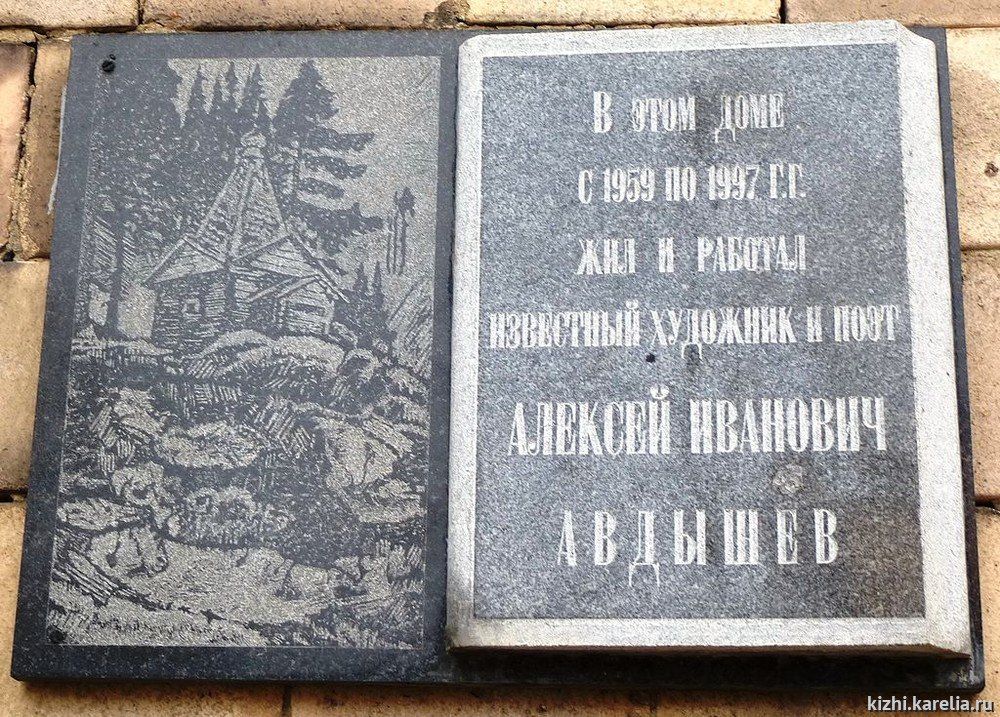 В ЭТОМ ДОМЕ
С 1959 ПО 1997 Г.Г.
ЖИЛ И РАБОТАЛ
ИЗВЕСТНЫЙ ХУДОЖНИК И ПОЭТ
АЛЕКСЕЙ ИВАНОВИЧ
АВДЫШЕВ
kizhi.karelia.ru